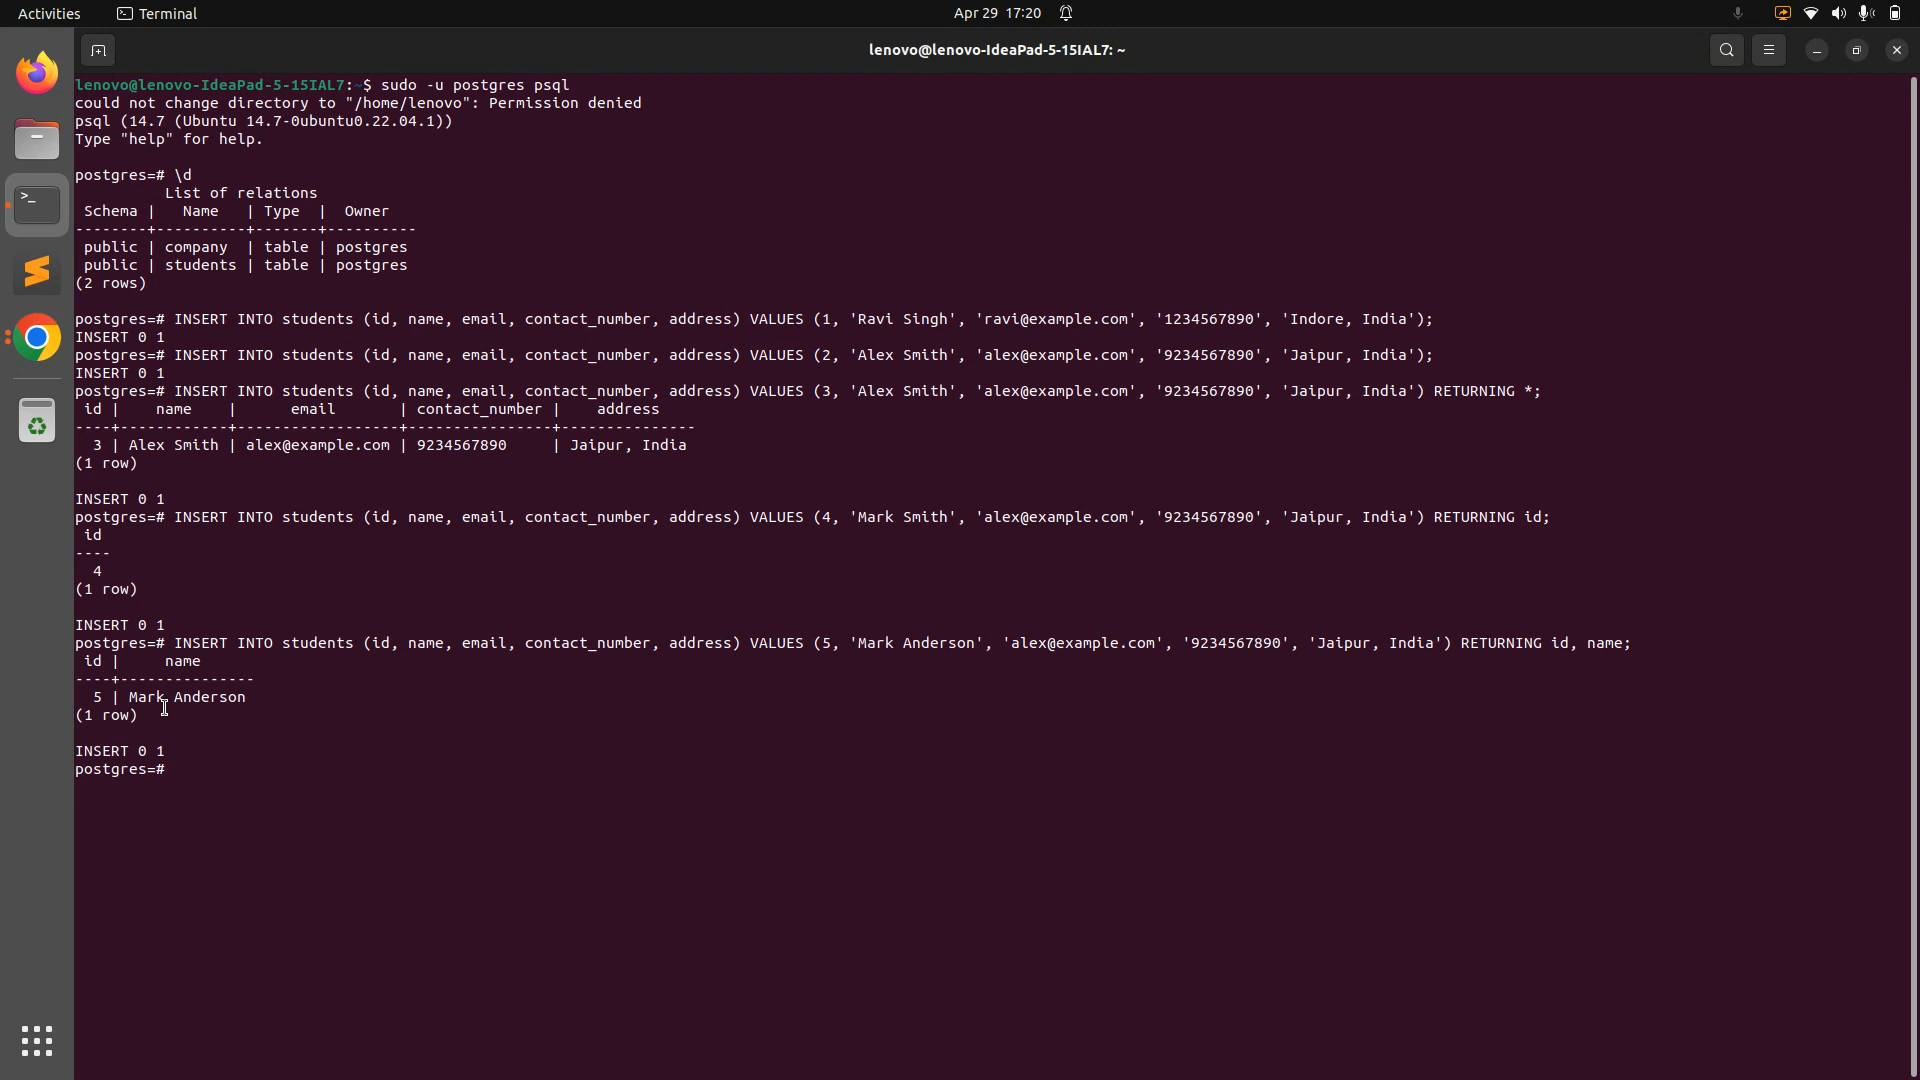 Activities
Terminal
Apr 29 17:20
lenovo@lenovo-IdeaPad-5-15IAL7: ~
lenovo@lenovo-IdeaPad-5-15IAL7:~$ sudo -u postgres psql
could not change directory to "/home/lenovo": Permission denied
psql (14.7 (Ubuntu 14.7-0ubuntu0.22.04.1))
Type "help" for help.
postgres=# \d
          List of relations
 Schema |   Name   | Type  |  Owner
--------+----------+-------+----------
 public | company  | table | postgres
 public | students | table | postgres
(2 rows)
postgres=# INSERT INTO students (id, name, email, contact_number, address) VALUES (1, 'Ravi Singh', 'ravi@example.com', '1234567890', 'Indore, India');
INSERT 0 1
postgres=# INSERT INTO students (id, name, email, contact_number, address) VALUES (2, 'Alex Smith', 'alex@example.com', '9234567890', 'Jaipur, India');
INSERT 0 1
postgres=# INSERT INTO students (id, name, email, contact_number, address) VALUES (3, 'Alex Smith', 'alex@example.com', '9234567890', 'Jaipur, India') RETURNING *;
 id |    name    |      email       | contact_number |    address
----+------------+------------------+----------------+---------------
  3 | Alex Smith | alex@example.com | 9234567890     | Jaipur, India
(1 row)
INSERT 0 1
postgres=# INSERT INTO students (id, name, email, contact_number, address) VALUES (4, 'Mark Smith', 'alex@example.com', '9234567890', 'Jaipur, India') RETURNING id;
 id
----
  4
(1 row)
INSERT 0 1
postgres=# INSERT INTO students (id, name, email, contact_number, address) VALUES (5, 'Mark Anderson', 'alex@example.com', '9234567890', 'Jaipur, India') RETURNING id, name;
 id |     name
----+---------------
  5 | Mark Anderson
(1 row)
INSERT 0 1
postgres=#